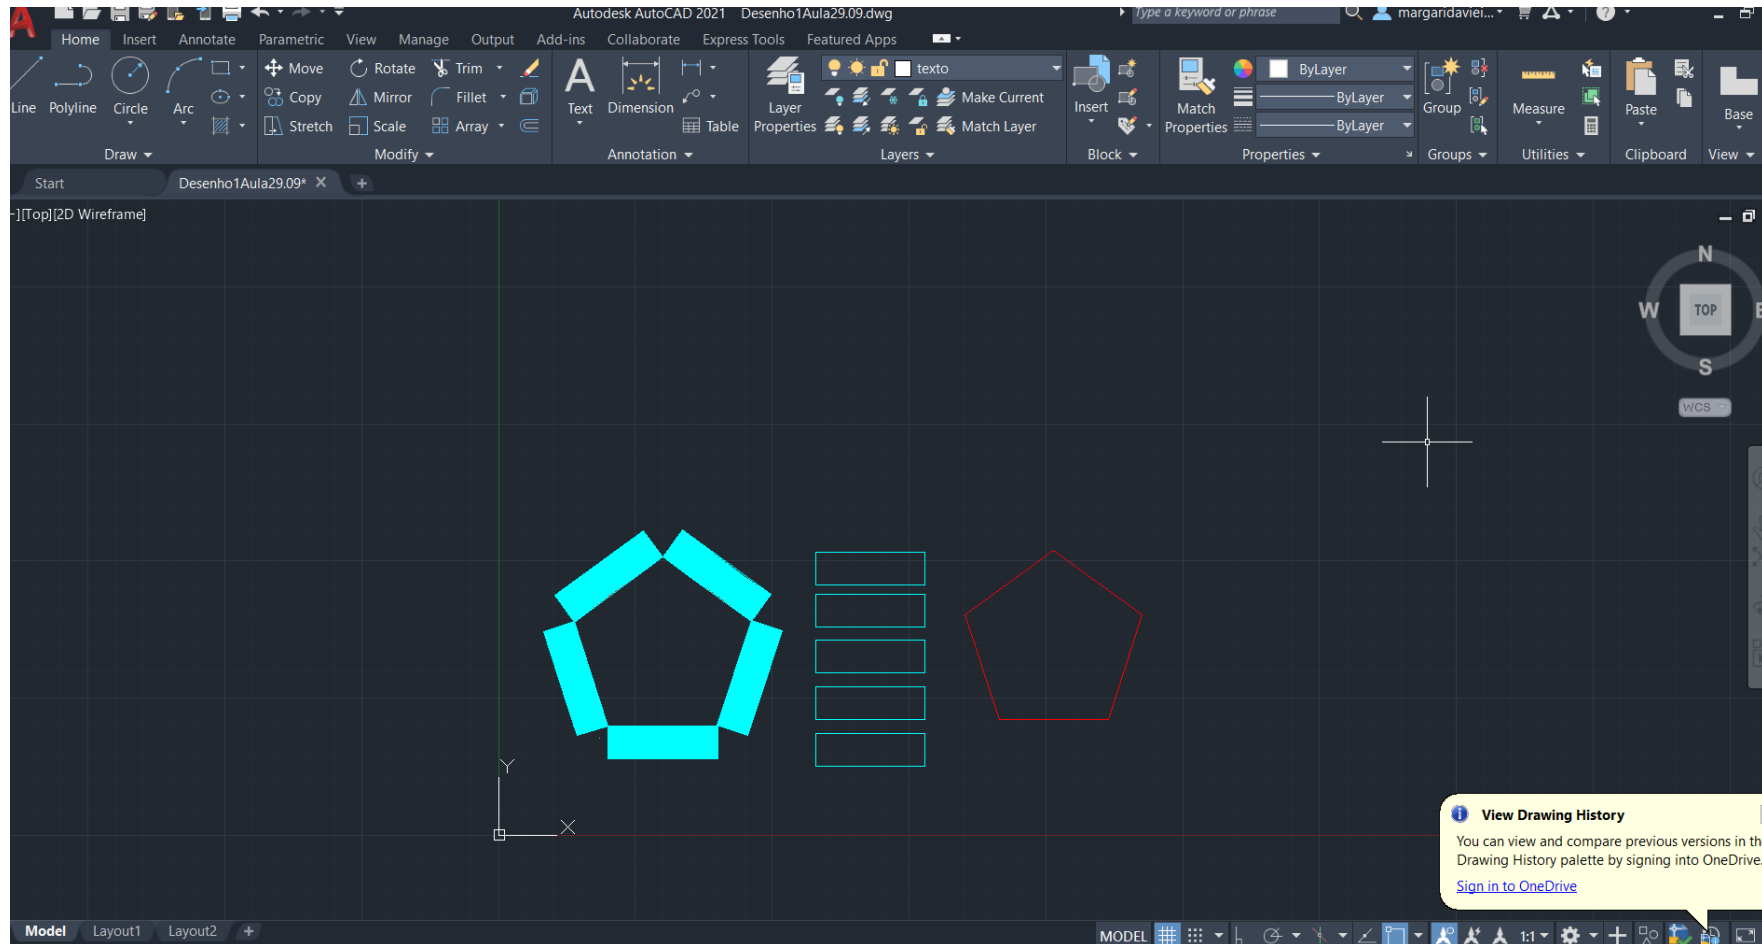 Autodesk AutoCAD 2021 Desenho1Aula29.09.dwg
Type a keyword or phrase
margaridaviei...
Home Insert Annotate Parametric View Manage Output Add-ins Collaborate Express Tools Featured Apps
Line Polyline Circle Arc
Move Rotate Trim
Copy Mirror Fillet
Stretch Scale Array
Text Dimension
Table
Layer Properties
texto
Make Current
Match Layer
Insert
Match Properties
ByLayer
ByLayer
ByLayer
Group
Measure
Paste
Base
Draw Modify Annotation Layers Block Properties Groups Utilities Clipboard View
Start Desenho1Aula29.09*
-][Top][2D Wireframe]
N
W TOP E
S
WCS
Y
X
View Drawing History
You can view and compare previous versions in th
Drawing History palette by signing into OneDrive.
Sign in to OneDrive
Model Layout1 Layout2
MODEL 1:1